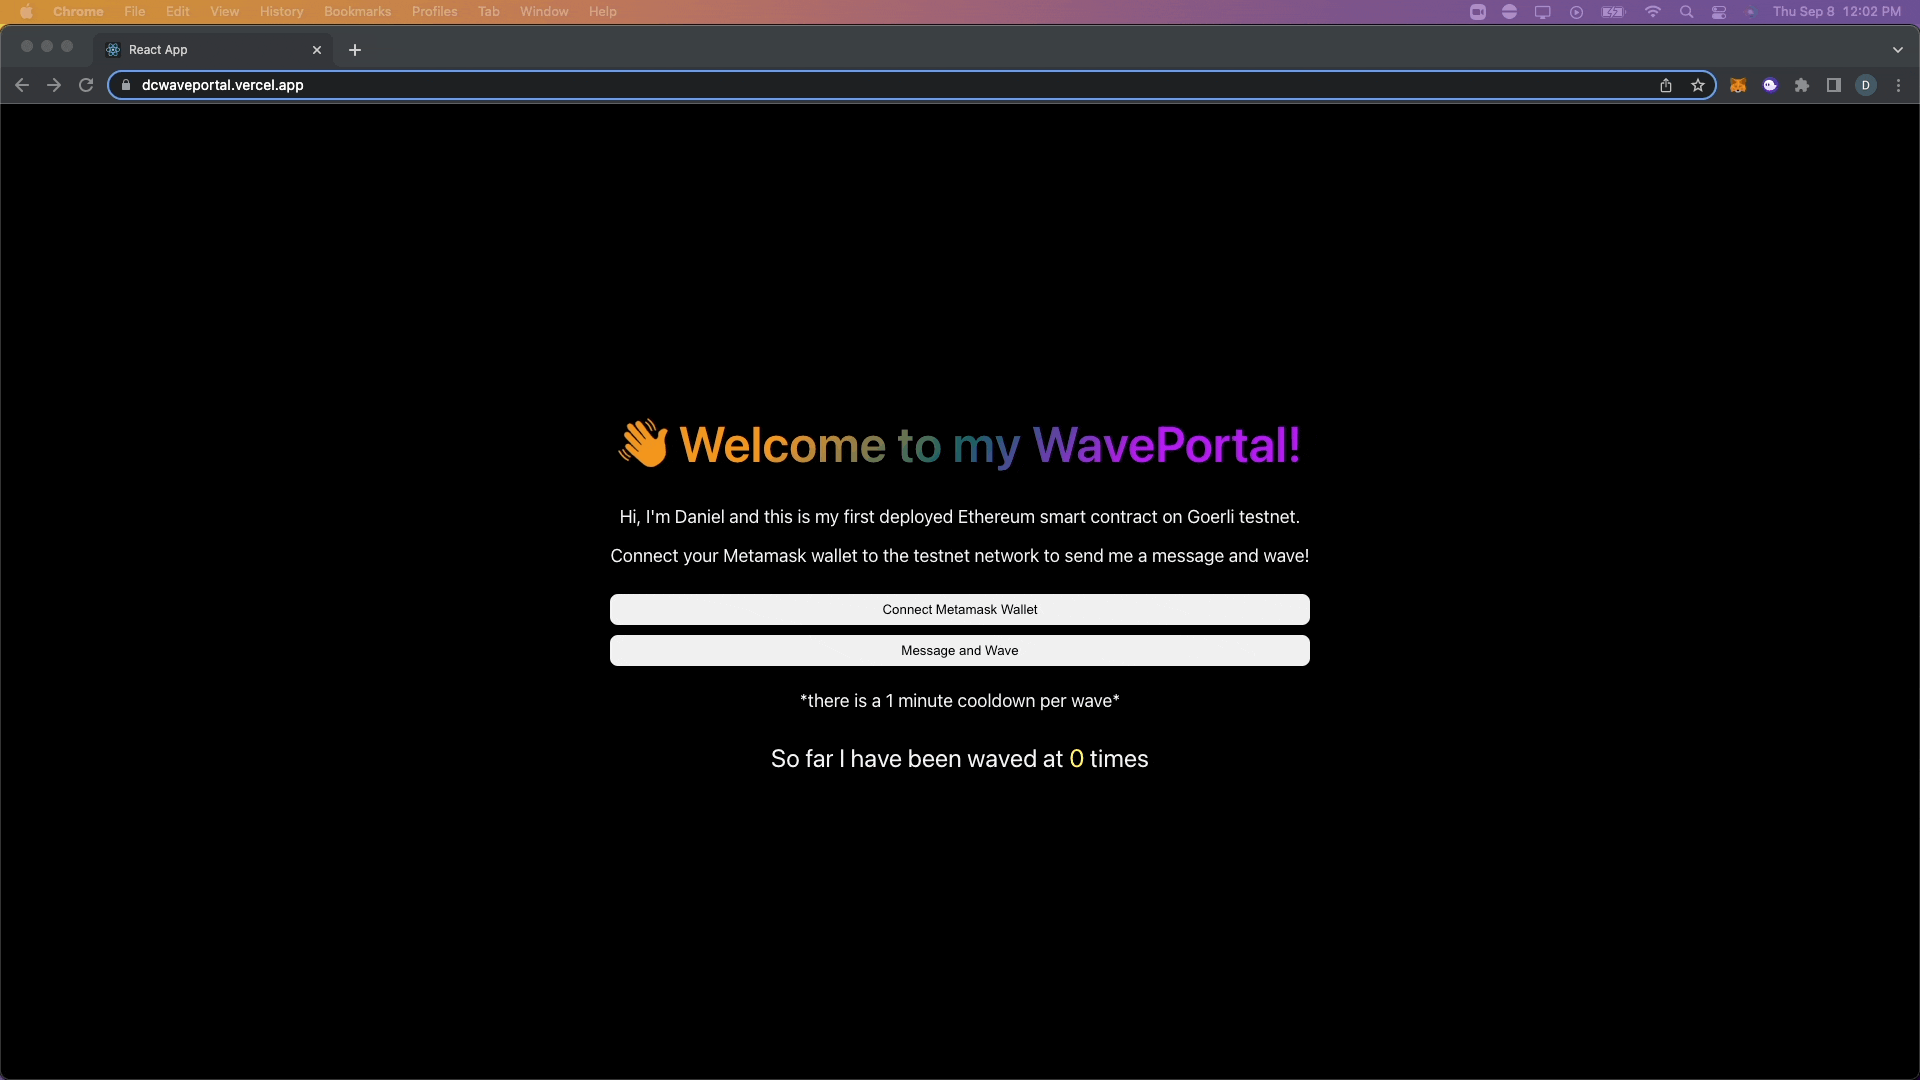 Chrome File Edit View History Bookmarks Profiles Tab Window Help Thu Sep 8 12:02 PM
React App
dcwaveportal.vercel.app D
👋 Welcome to my WavePortal!
Hi, I'm Daniel and this is my first deployed Ethereum smart contract on Goerli testnet.
Connect your Metamask wallet to the testnet network to send me a message and wave!
Connect Metamask Wallet
Message and Wave
*there is a 1 minute cooldown per wave*
So far I have been waved at 0 times